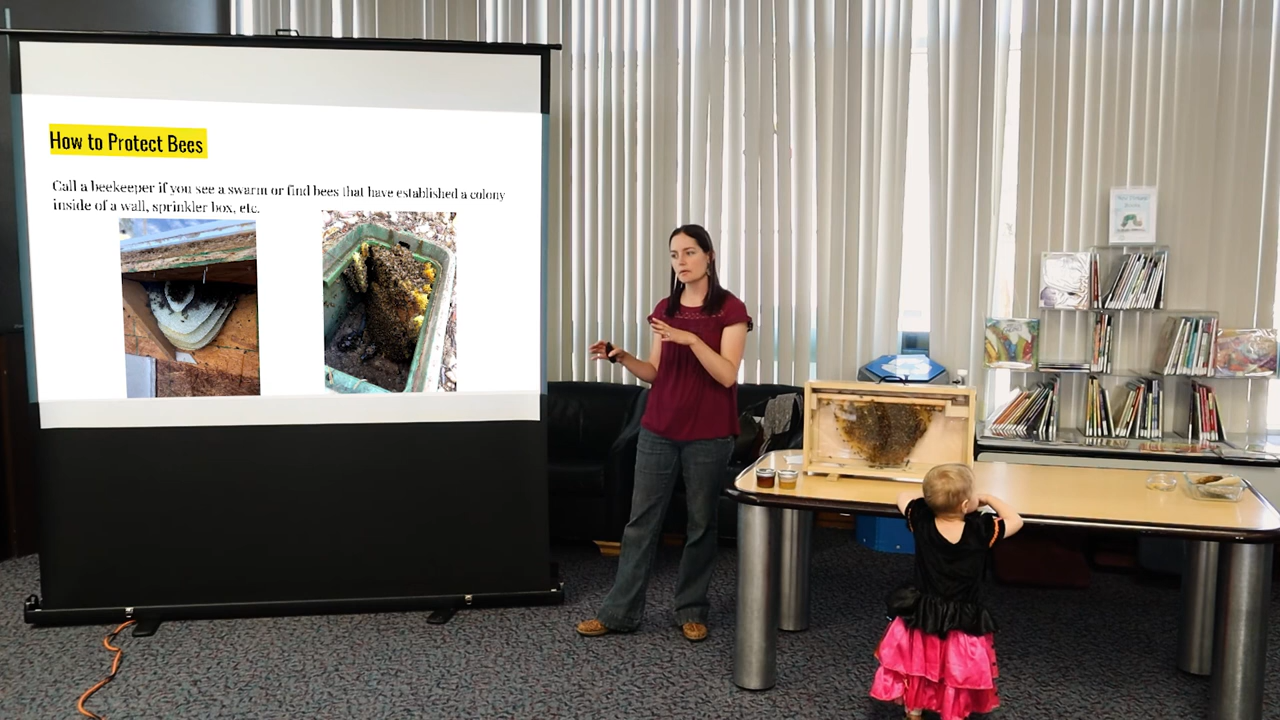 How to Protect Bees
Call a beekeeper if you see a swarm or find bees that have established a colony
inside of a wall, sprinkler box, etc.